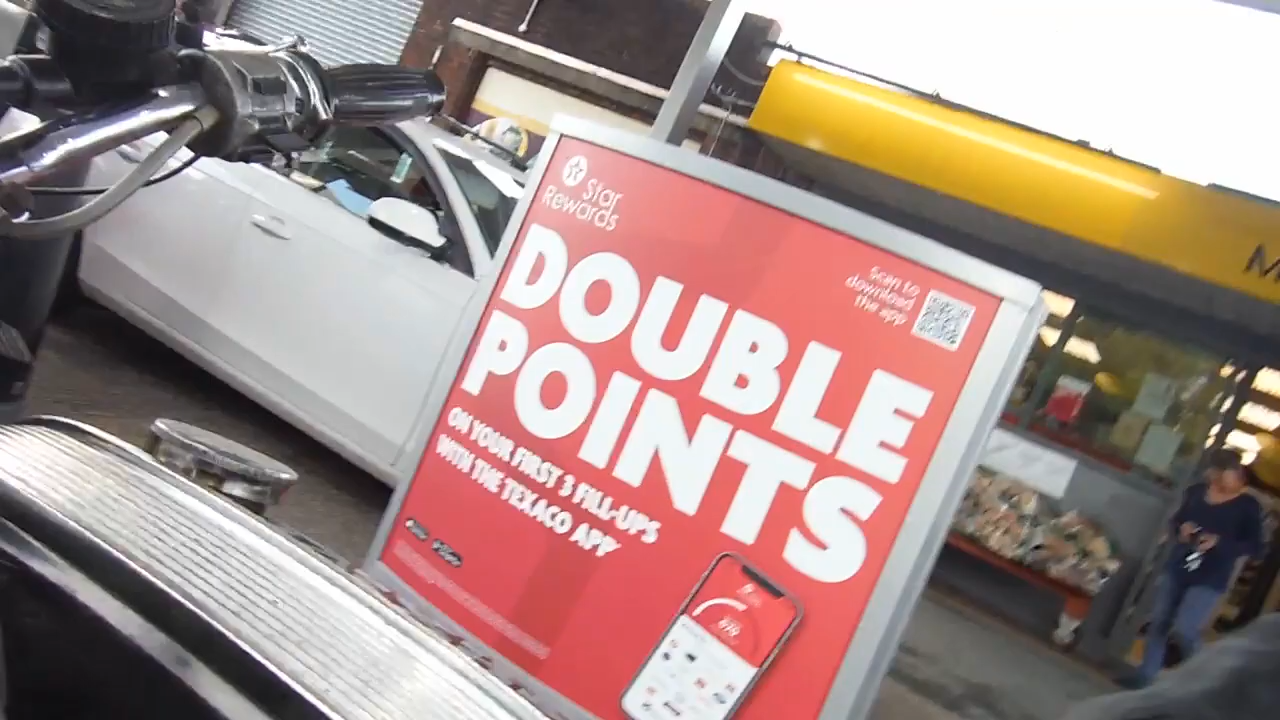 Star
Rewards
Scan to
download
the app
DOUBLE
POINTS
ON YOUR FIRST 3 FILL-UPS
WITH THE TEXACO APP
M